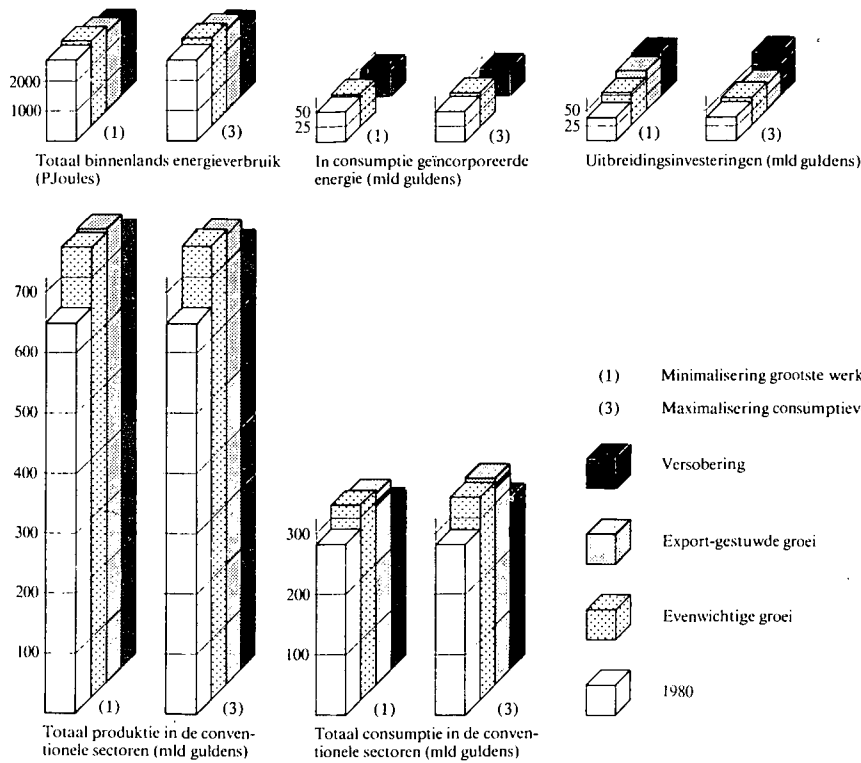 2000
1000
(1)
(3)
Totaal binnenlands energieverbruik
(PJoules)
50
25
(1)
(3)
In consumptie geïncorporeerde
energie (mld guldens)
50
25
(1)
(3)
Uitbreidingsinvesteringen (mld guldens)
700
600
500
400
300
200
100
(1)
(3)
Totaal produktie in de conven-
tionele sectoren (mld guldens)
300
200
100
(1)
(3)
Totaal consumptie in de conven-
tionele sectoren (mld guldens)
(1) Minimalisering grootste werk
(3) Maximalisering consumptiev
Versobering
Export-gestuwde groei
Evenwichtige groei
1980